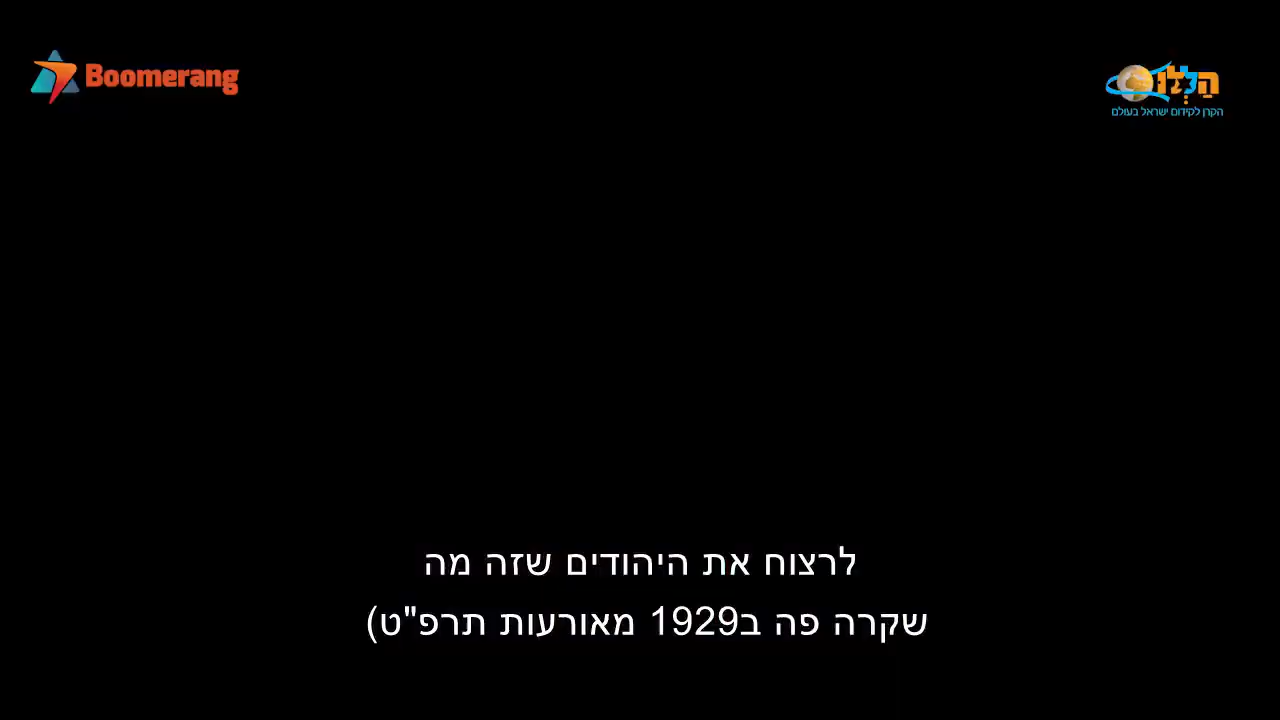 Boomerang
הַלְלוּ
הקרן לקידום ישראל בעולם
לרצוח את היהודים שזה מה
שקרה פה ב1929 מאורעות תרפ"ט)